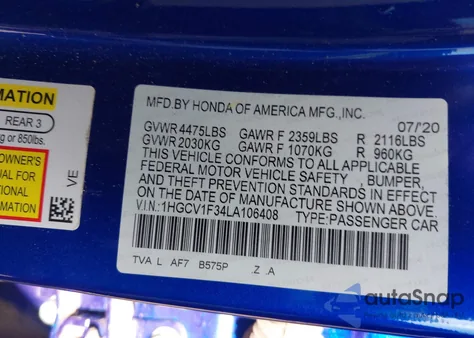 MATION
REAR 3
g or 850lbs.
OWNER'S
UAL FOR
TIONAL
MATION
VE
MFD.BY HONDA OF AMERICA MFG.,INC.
07/20
GVWR 4475LBS GAWR F 2359LBS R 2116LBS
GVWR 2030KG GAWR F 1070KG R 960KG
THIS VEHICLE CONFORMS TO ALL APPLICABLE
FEDERAL MOTOR VEHICLE SAFETY , BUMPER,
AND THEFT PREVENTION STANDARDS IN EFFECT
ON THE DATE OF MANUFACTURE SHOWN ABOVE.
V.I.N.:1HGCV1F34LA106408 TYPE:PASSENGER CAR
TVA L AF7 B575P .Z .A
autoSnap